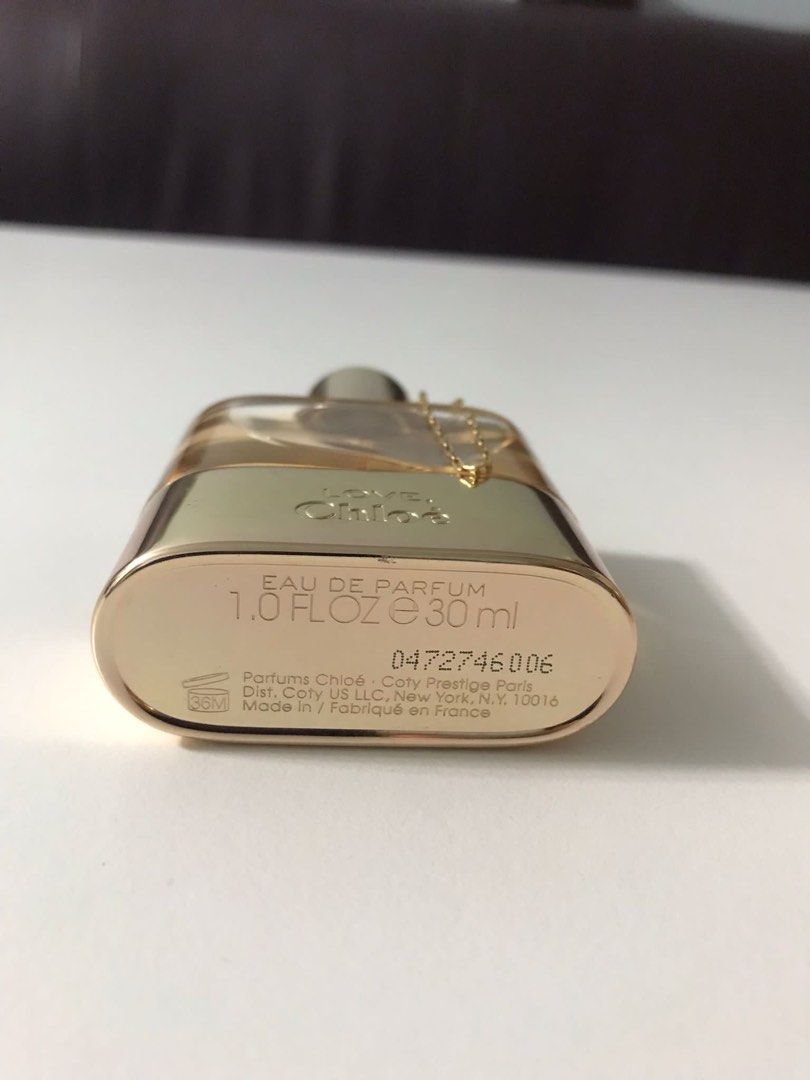 LOVE,
Chloé
EAU DE PARFUM
1.0 FL OZ ℮ 30 ml
0472746006
36M
Parfums Chloé · Coty Prestige Paris
Dist. Coty US LLC, New York, N.Y. 10016
Made in / Fabriqué en France